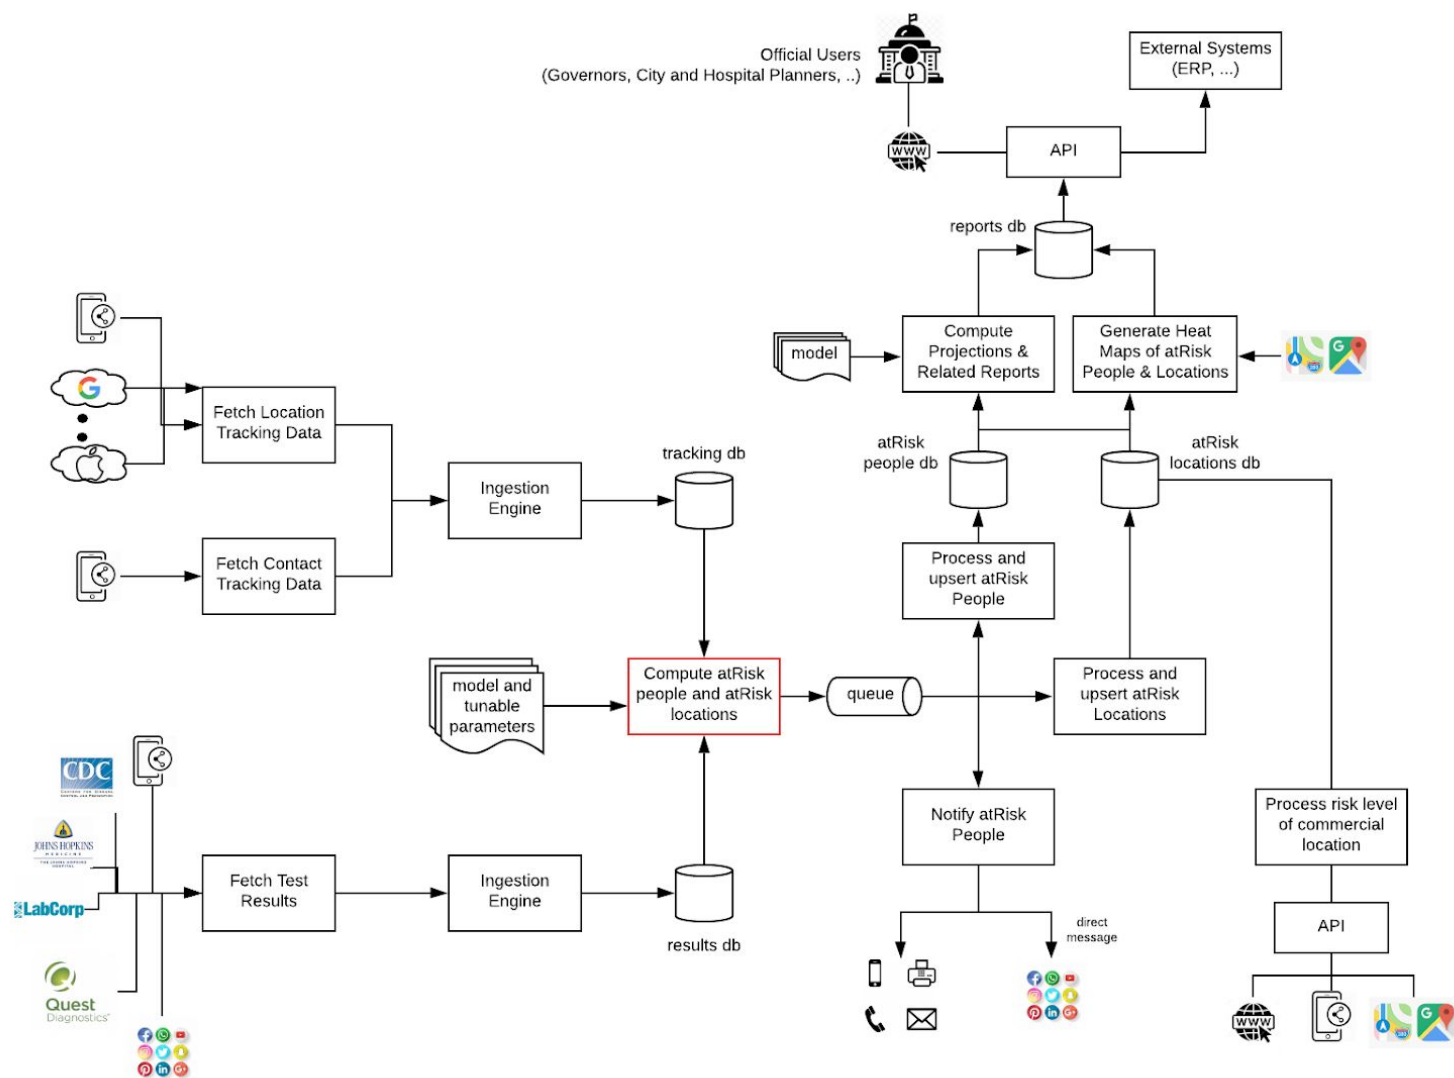 Official Users
(Governors, City and Hospital Planners, ..)
External Systems
(ERP, ...)
WWW
API
reports db
model
Compute
Projections &
Related Reports
Generate Heat
Maps of atRisk
People & Locations
G
G
Fetch Location
Tracking Data
atRisk
people db
atRisk
locations db
tracking db
Ingestion
Engine
Fetch Contact
Tracking Data
Process and
upsert atRisk
People
model and
tunable
parameters
Compute atRisk
people and atRisk
locations
queue
Process and
upsert atRisk
Locations
CDC
JOHNS HOPKINS
MEDICINE
LabCorp
Quest
Diagnostics
Fetch Test
Results
Ingestion
Engine
results db
Notify atRisk
People
direct
message
Process risk level
of commercial
location
API
WWW
G